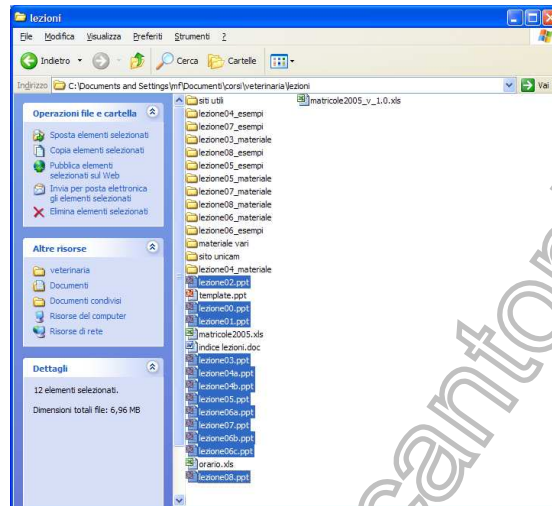 lezioni
File Modifica Visualizza Preferiti Strumenti ?
Indietro Cerca Cartelle
Indirizzo C:\Documents and Settings\mf\Documenti\corsi\veterinaria\lezioni Vai
Operazioni file e cartella
Sposta elementi selezionati
Copia elementi selezionati
Pubblica elementi
selezionati sul Web
Invia per posta elettronica
gli elementi selezionati
Elimina elementi selezionati
Altre risorse
veterinaria
Documenti
Documenti condivisi
Risorse del computer
Risorse di rete
Dettagli
12 elementi selezionati.
Dimensioni totali file: 6,96 MB
siti utili
lezione04_esempi
lezione07_esempi
lezione03_materiale
lezione08_esempi
lezione05_esempi
lezione05_materiale
lezione07_materiale
lezione08_materiale
lezione06_materiale
lezione06_esempi
materiale vari
sito unicam
lezione04_materiale
lezione02.ppt
template.ppt
lezione00.ppt
lezione01.ppt
matricole2005.xls
indice lezioni.doc
lezione03.ppt
lezione04a.ppt
lezione04b.ppt
lezione05.ppt
lezione06a.ppt
lezione07.ppt
lezione06b.ppt
lezione06c.ppt
orario.xls
lezione08.ppt
matricole2005_v_1.0.xls